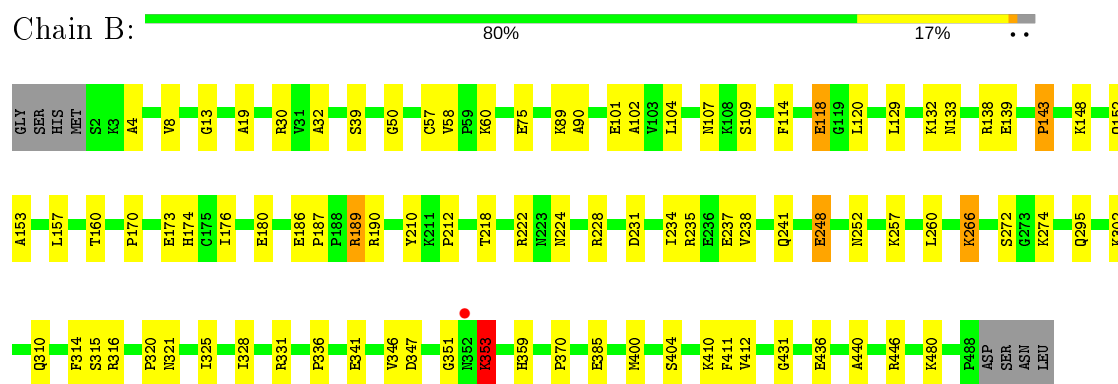 Chain B:
80% 17% • •
GLY SER HIS MET S2 K3 A4 V8 G13 A19 R30 V31 A32 S39 G50 C57 V58 P59 K60 E75 K89 A90 E101 A102 V103 L104 N107 K108 S109 F114 E118 G119 L120 L129 K132 N133 R138 E139 P143 K148
A153 L157 T160 P170 E173 H174 C175 I176 E180 E186 P187 P188 R189 R190 Y210 K211 P212 T218 R222 N223 N224 R228 D231 I234 R235 E236 E237 V238 Q241 E248 N252 K257 L260 K266 S272 G273 K274 Q295
Q310 F314 S315 R316 P320 N321 I325 I328 R331 P336 E341 V346 D347 G351 N352 K353 H359 P370 E385 M400 S404 K410 F411 V412 G431 E436 A440 R446 K480 P488 ASP SER ASN LEU